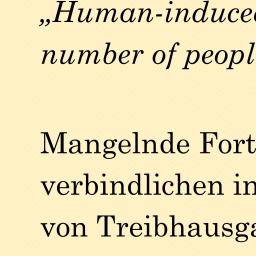 „Human-induced
number of peopl
Mangelnde Fort
verbindlichen in
von Treibhausga